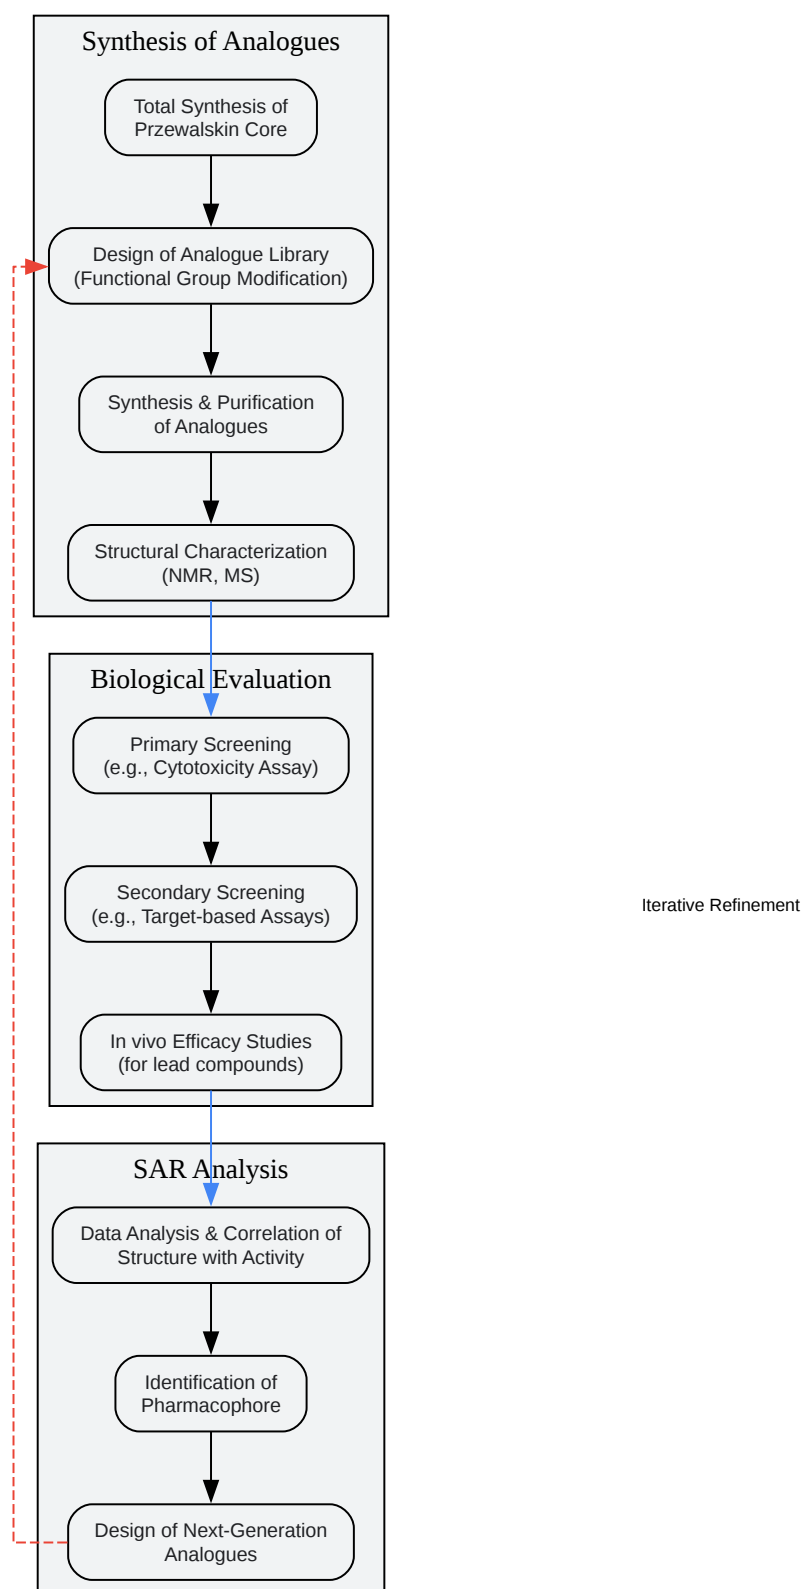 Synthesis of Analogues
Total Synthesis of
Przewalskin Core
Design of Analogue Library
(Functional Group Modification)
Synthesis & Purification
of Analogues
Structural Characterization
(NMR, MS)
Biological Evaluation
Primary Screening
(e.g., Cytotoxicity Assay)
Secondary Screening
(e.g., Target-based Assays)
Iterative Refinement
In vivo Efficacy Studies
(for lead compounds)
SAR Analysis
Data Analysis & Correlation of
Structure with Activity
Identification of
Pharmacophore
Design of Next-Generation
Analogues